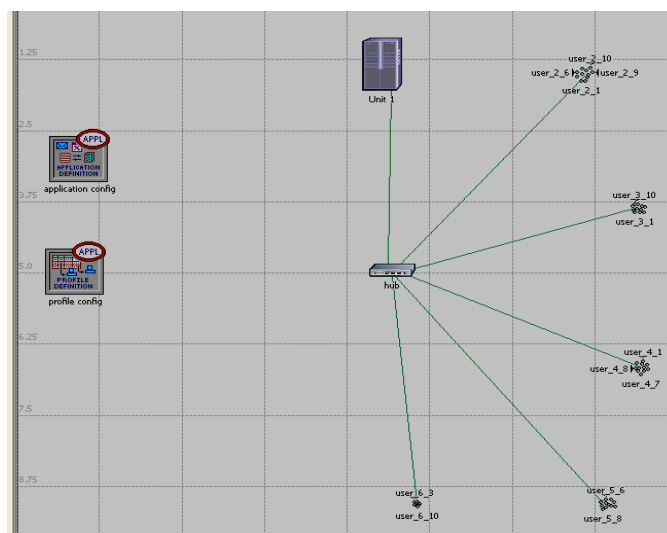 1.25
user_2_10
user_2_6
user_2_9
user_2_1
Unit 1
2.5
APPL
APPLICATION
DEFINITION
application config
3.75
user_3_10
user_3_1
APPL
PROFILE
DEFINITION
profile config
5.0
hub
6.25
user_4_1
user_4_8
user_4_7
7.5
8.75
user_6_3
user_6_10
user_5_6
user_5_8